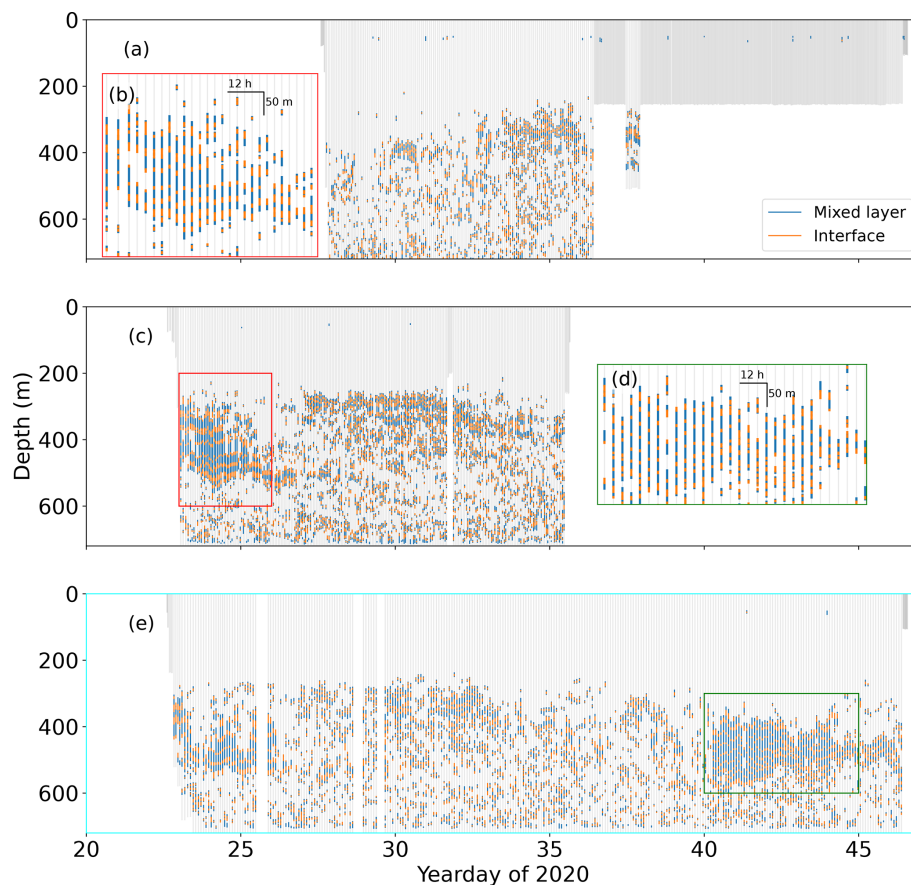 0
(a)
200
(b)
12 h
50 m
400
600
Mixed layer
Interface
0
(c)
200
(d)
12 h
50 m
400
600
Depth (m)
0
(e)
200
400
600
20 25 30 35 40 45
Yearday of 2020